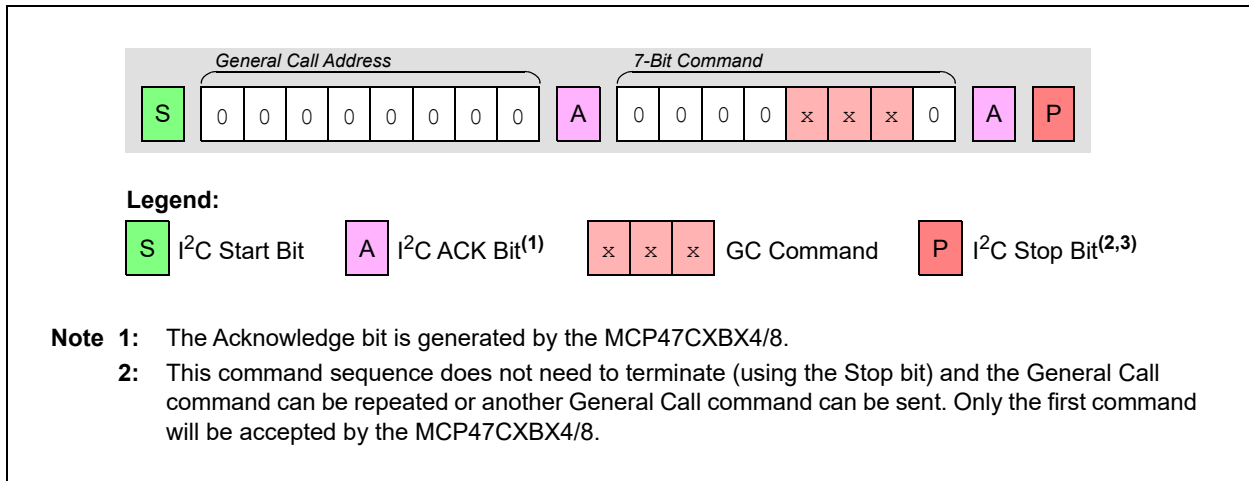 General Call Address 7-Bit Command
S 0 0 0 0 0 0 0 0 A 0 0 0 0 x x x 0 A P
Legend:
S I²C Start Bit A I²C ACK Bit(1) x x x GC Command P I²C Stop Bit(2,3)
Note 1: The Acknowledge bit is generated by the MCP47CXBX4/8.
2: This command sequence does not need to terminate (using the Stop bit) and the General Call
command can be repeated or another General Call command can be sent. Only the first command
will be accepted by the MCP47CXBX4/8.